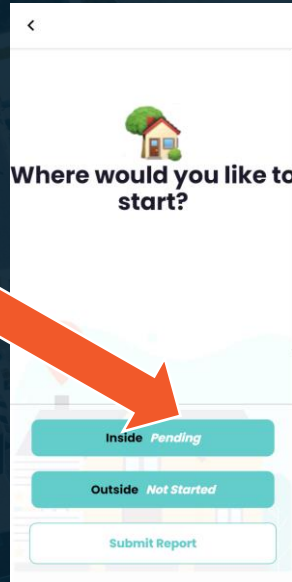 Where would you like to
start?
Inside Pending
Outside Not Started
Submit Report